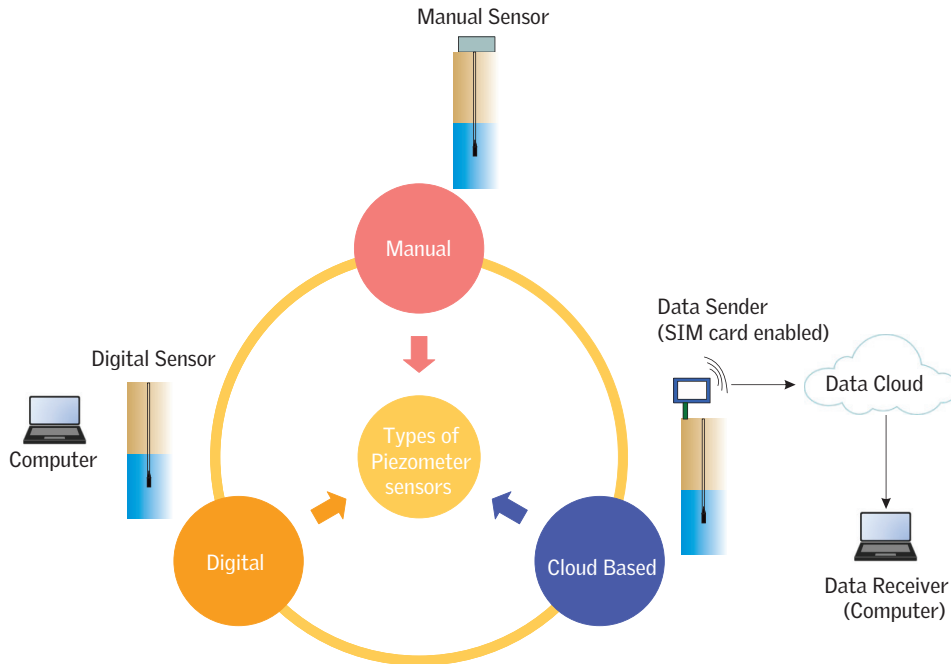 Manual Sensor
Manual
Data Sender
(SIM card enabled)
Data Cloud
Digital Sensor
Computer
Types of
Piezometer
sensors
Digital
Cloud Based
Data Receiver
(Computer)